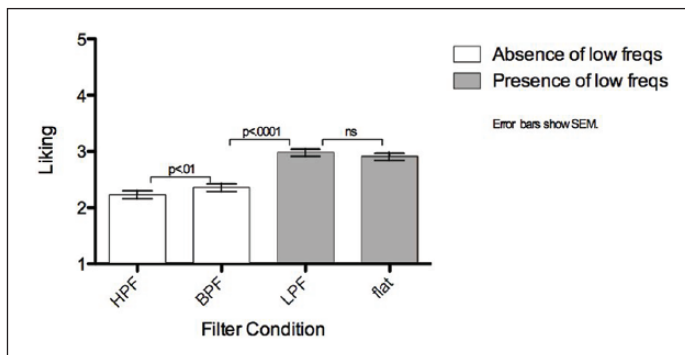 5
4
3
2
1
Liking
p<.01
p<.0001
ns
HPF
BPF
LPF
flat
Filter Condition
Absence of low freqs
Presence of low freqs
Error bars show SEM.